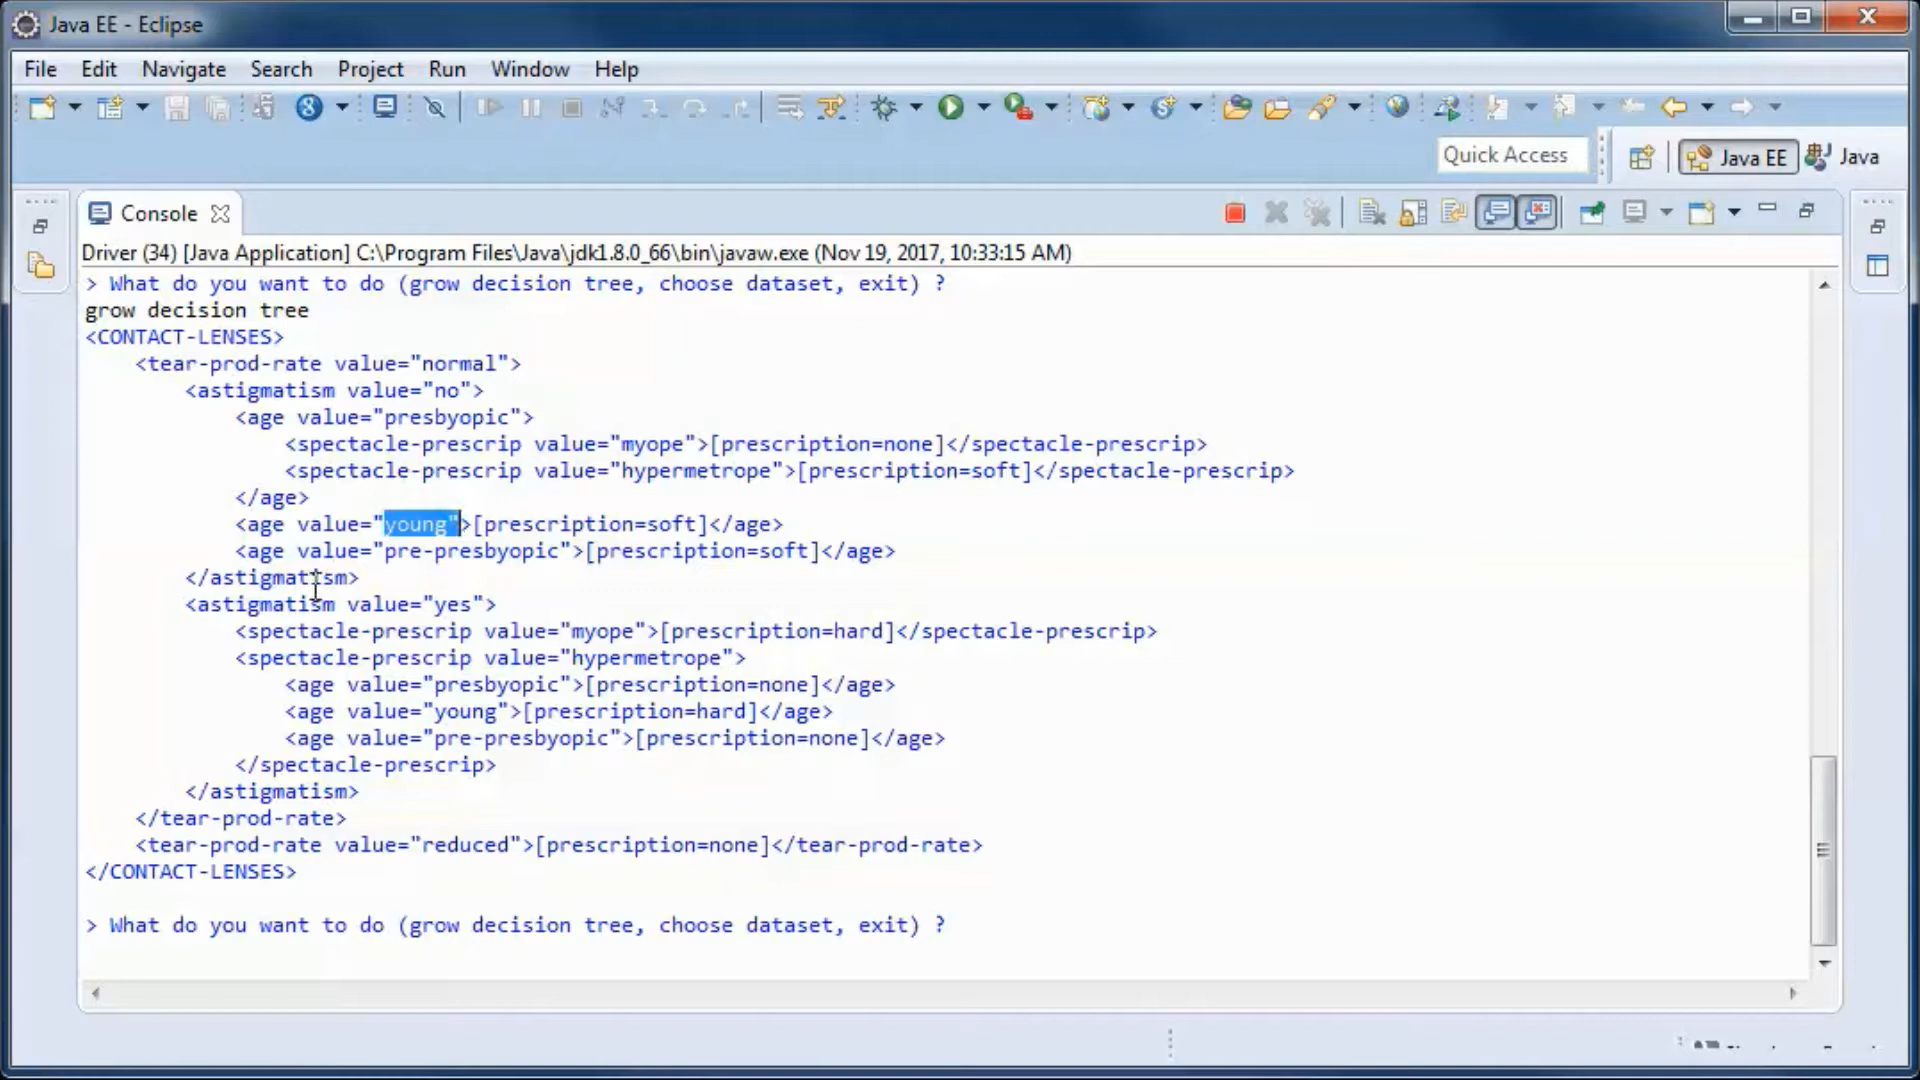 Java EE - Eclipse
File Edit Navigate Search Project Run Window Help
Quick Access
Java EE
Java
Console
Driver (34) [Java Application] C:\Program Files\Java\jdk1.8.0_66\bin\javaw.exe (Nov 19, 2017, 10:33:15 AM)
> What do you want to do (grow decision tree, choose dataset, exit) ?
grow decision tree
<CONTACT-LENSES>
    <tear-prod-rate value="normal">
        <astigmatism value="no">
            <age value="presbyopic">
                <spectacle-prescrip value="myope">[prescription=none]</spectacle-prescrip>
                <spectacle-prescrip value="hypermetrope">[prescription=soft]</spectacle-prescrip>
            </age>
            <age value="young">[prescription=soft]</age>
            <age value="pre-presbyopic">[prescription=soft]</age>
        </astigmatism>
        <astigmatism value="yes">
            <spectacle-prescrip value="myope">[prescription=hard]</spectacle-prescrip>
            <spectacle-prescrip value="hypermetrope">
                <age value="presbyopic">[prescription=none]</age>
                <age value="young">[prescription=hard]</age>
                <age value="pre-presbyopic">[prescription=none]</age>
            </spectacle-prescrip>
        </astigmatism>
    </tear-prod-rate>
    <tear-prod-rate value="reduced">[prescription=none]</tear-prod-rate>
</CONTACT-LENSES>
> What do you want to do (grow decision tree, choose dataset, exit) ?